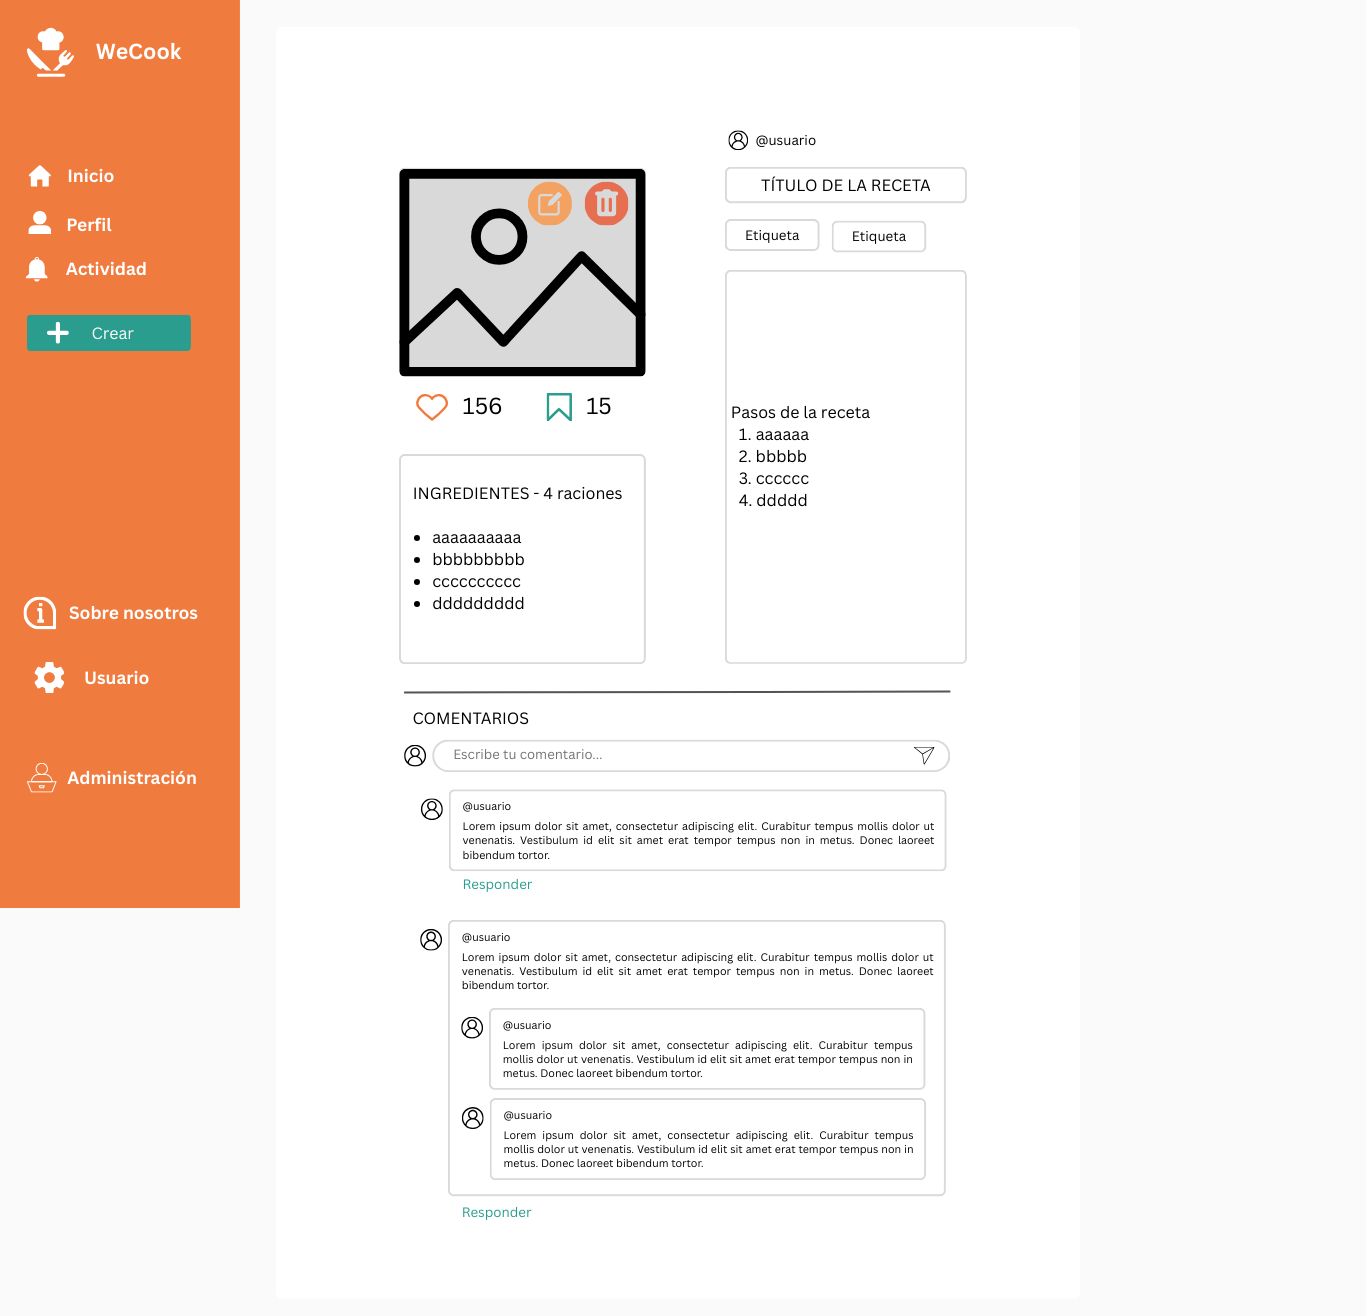 WeCook
Inicio
Perfil
Actividad
Crear
Sobre nosotros
Usuario
Administración
@usuario
TÍTULO DE LA RECETA
Etiqueta
Etiqueta
156
15
INGREDIENTES - 4 raciones
aaaaaaaaaa
bbbbbbbbb
cccccccccc
ddddddddd
Pasos de la receta
1. aaaaaa
2. bbbbb
3. cccccc
4. ddddd
COMENTARIOS
Escribe tu comentario...
@usuario
Lorem ipsum dolor sit amet, consectetur adipiscing elit. Curabitur tempus mollis dolor ut
venenatis. Vestibulum id elit sit amet erat tempor tempus non in metus. Donec laoreet
bibendum tortor.
Responder
@usuario
Lorem ipsum dolor sit amet, consectetur adipiscing elit. Curabitur tempus mollis dolor ut
venenatis. Vestibulum id elit sit amet erat tempor tempus non in metus. Donec laoreet
bibendum tortor.
@usuario
Lorem ipsum dolor sit amet, consectetur adipiscing elit. Curabitur tempus
mollis dolor ut venenatis. Vestibulum id elit sit amet erat tempor tempus non in
metus. Donec laoreet bibendum tortor.
@usuario
Lorem ipsum dolor sit amet, consectetur adipiscing elit. Curabitur tempus
mollis dolor ut venenatis. Vestibulum id elit sit amet erat tempor tempus non in
metus. Donec laoreet bibendum tortor.
Responder